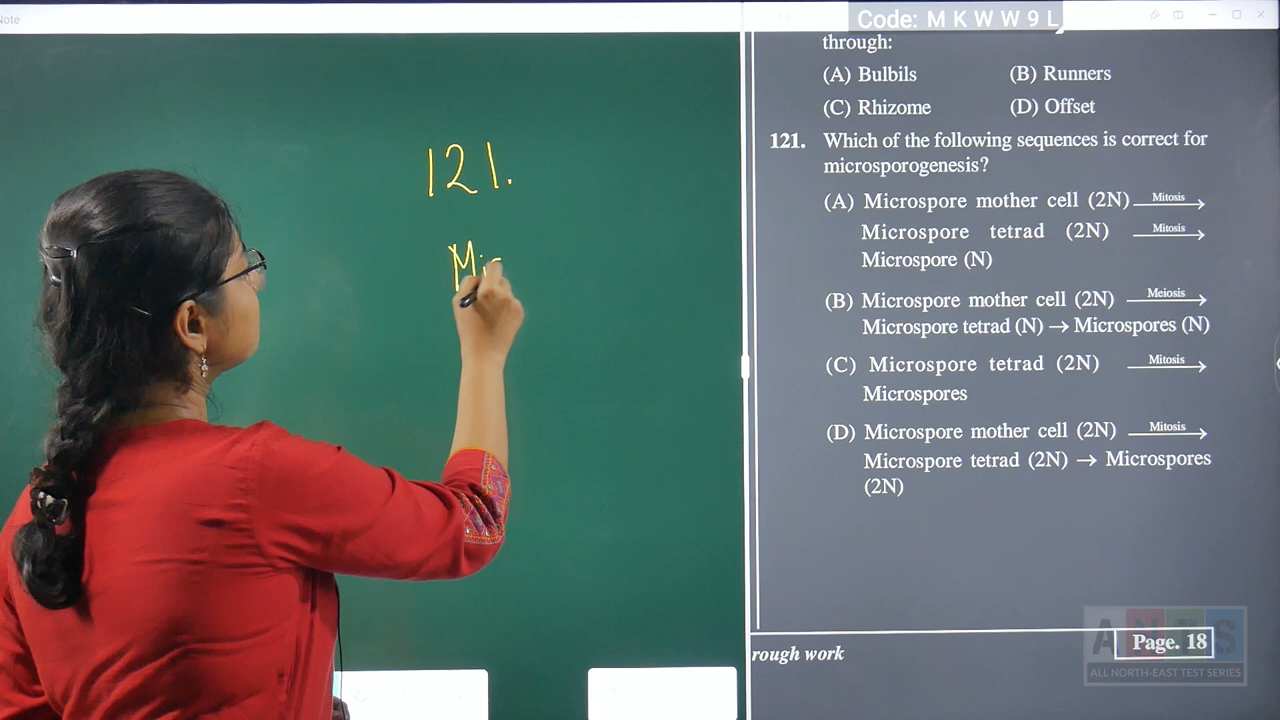 Note
Code: M K W W 9 L
through:
(A) Bulbils (B) Runners
(C) Rhizome (D) Offset
121. Which of the following sequences is correct for
microsporogenesis?
(A) Microspore mother cell (2N) Mitosis →
Microspore tetrad (2N) Mitosis →
Microspore (N)
(B) Microspore mother cell (2N) Meiosis →
Microspore tetrad (N) → Microspores (N)
(C) Microspore tetrad (2N) Mitosis →
Microspores
(D) Microspore mother cell (2N) Mitosis →
Microspore tetrad (2N) → Microspores
(2N)
121.
Mic
rough work
Page. 18
ANTS
ALL NORTH-EAST TEST SERIES